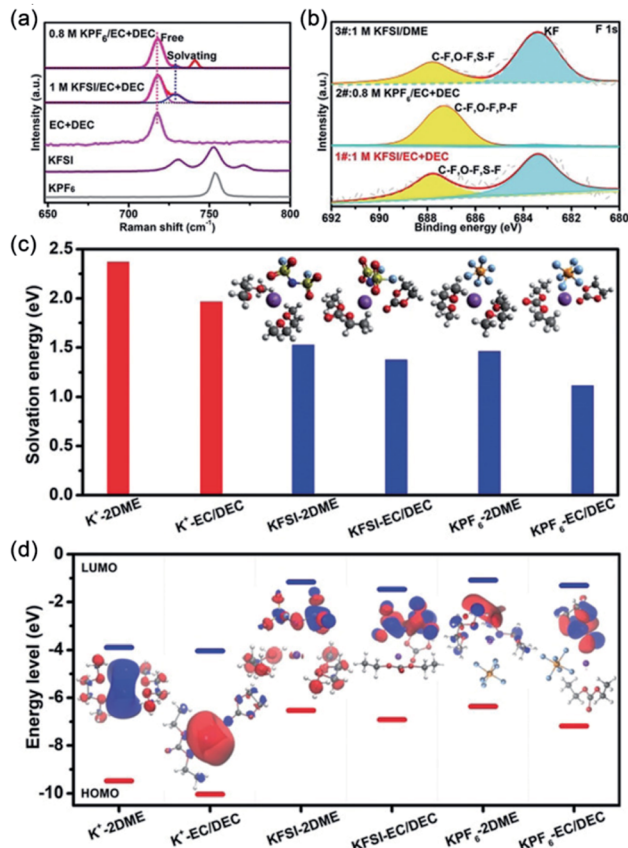 (a)
0.8 M KPF₆/EC+DEC
Free
Solvating
1 M KFSI/EC+DEC
EC+DEC
KFSI
KPF₆
Intensity (a.u.)
648
700
750
800
Raman shift (cm⁻¹)
(b)
3#:1 M KFSI/DME
KF
F 1s
C-F,O-F,S-F
2#:0.8 M KPF₆/EC+DEC
C-F,O-F,P-F
1#:1 M KFSI/EC+DEC
C-F,O-F,S-F
Intensity (a.u.)
692
690
688
686
684
682
680
Binding energy (eV)
(c)
Solvation energy (eV)
2.5
2.0
1.5
1.0
0.5
0.0
K⁺-2DME
K⁺-EC/DEC
KFSI-2DME
KFSI-EC/DEC
KPF₆-2DME
KPF₆-EC/DEC
(d)
Energy level (eV)
0
-2
-4
-6
-8
-10
LUMO
HOMO
K⁺-2DME
K⁺-EC/DEC
KFSI-2DME
KFSI-EC/DEC
KPF₆-2DME
KPF₆-EC/DEC